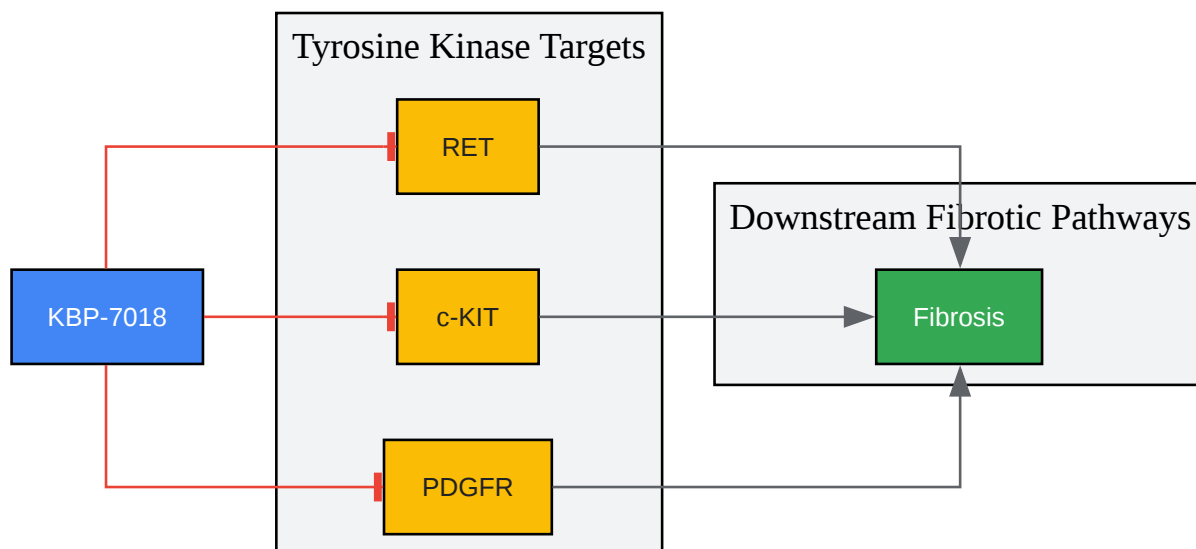 Tyrosine Kinase Targets
RET
Downstream Fibrotic Pathways
KBP-7018
c-KIT
Fibrosis
PDGFR